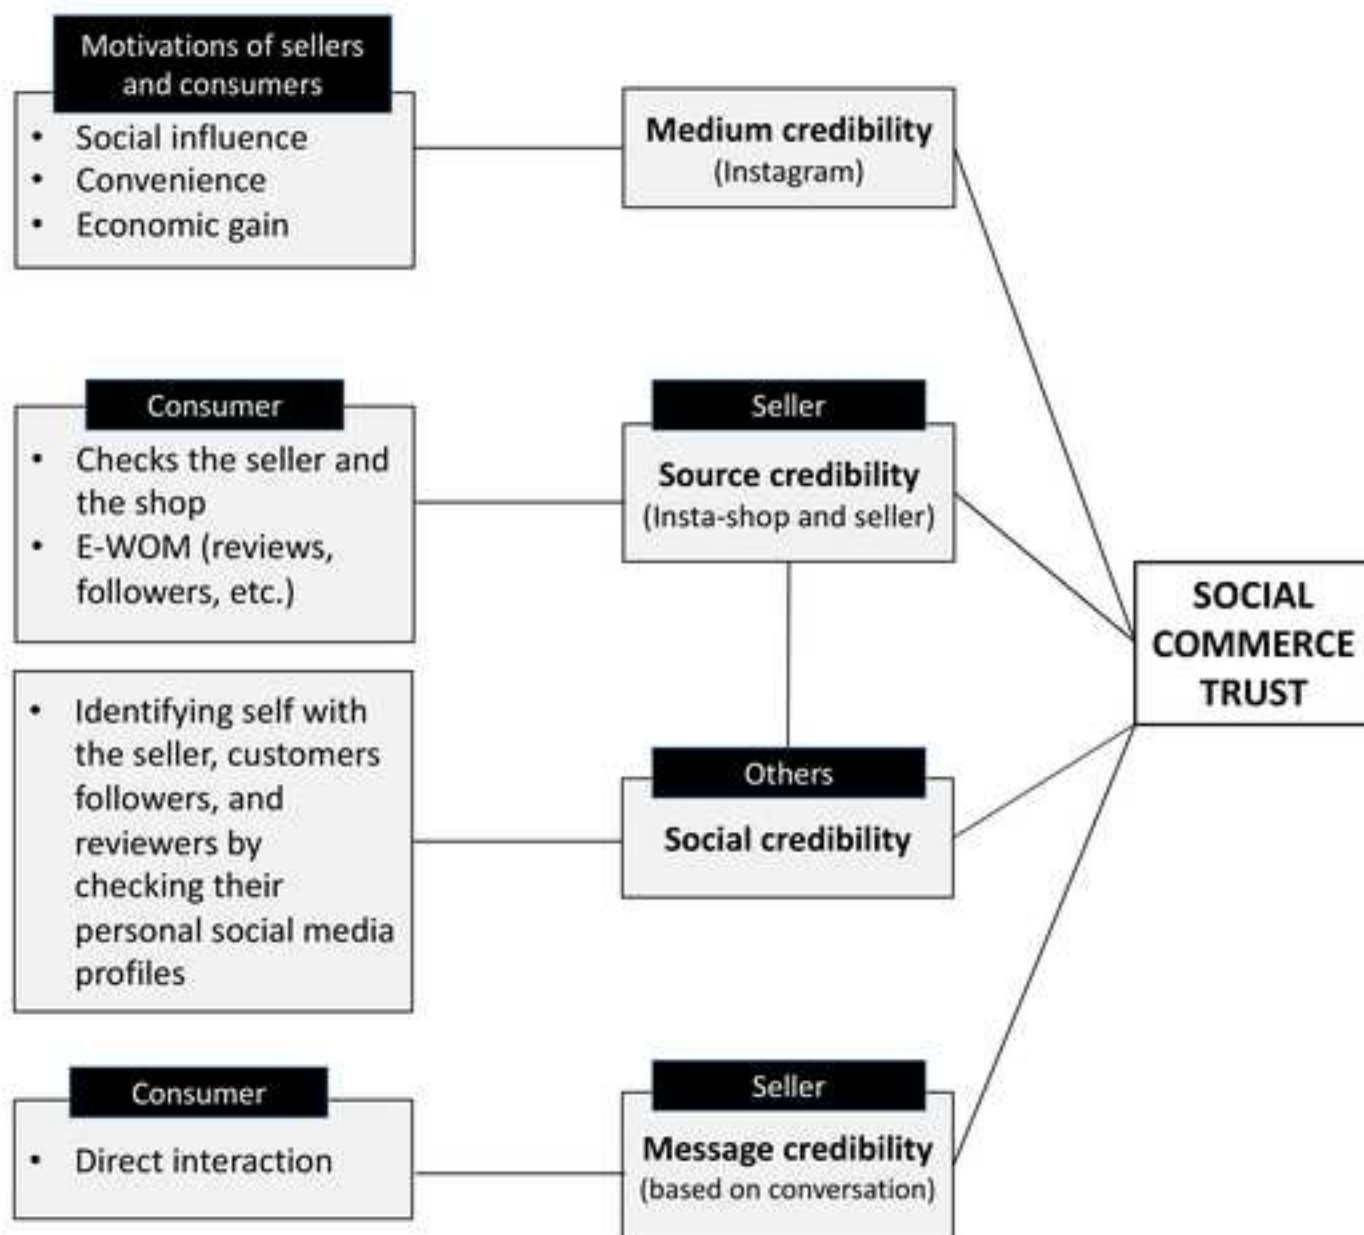 Motivations of sellers
and consumers
• Social influence
• Convenience
• Economic gain
Medium credibility
(Instagram)
Consumer
• Checks the seller and
the shop
• E-WOM (reviews,
followers, etc.)
Seller
Source credibility
(Insta-shop and seller)
• Identifying self with
the seller, customers
followers, and
reviewers by
checking their
personal social media
profiles
Others
Social credibility
Consumer
• Direct interaction
Seller
Message credibility
(based on conversation)
SOCIAL
COMMERCE
TRUST